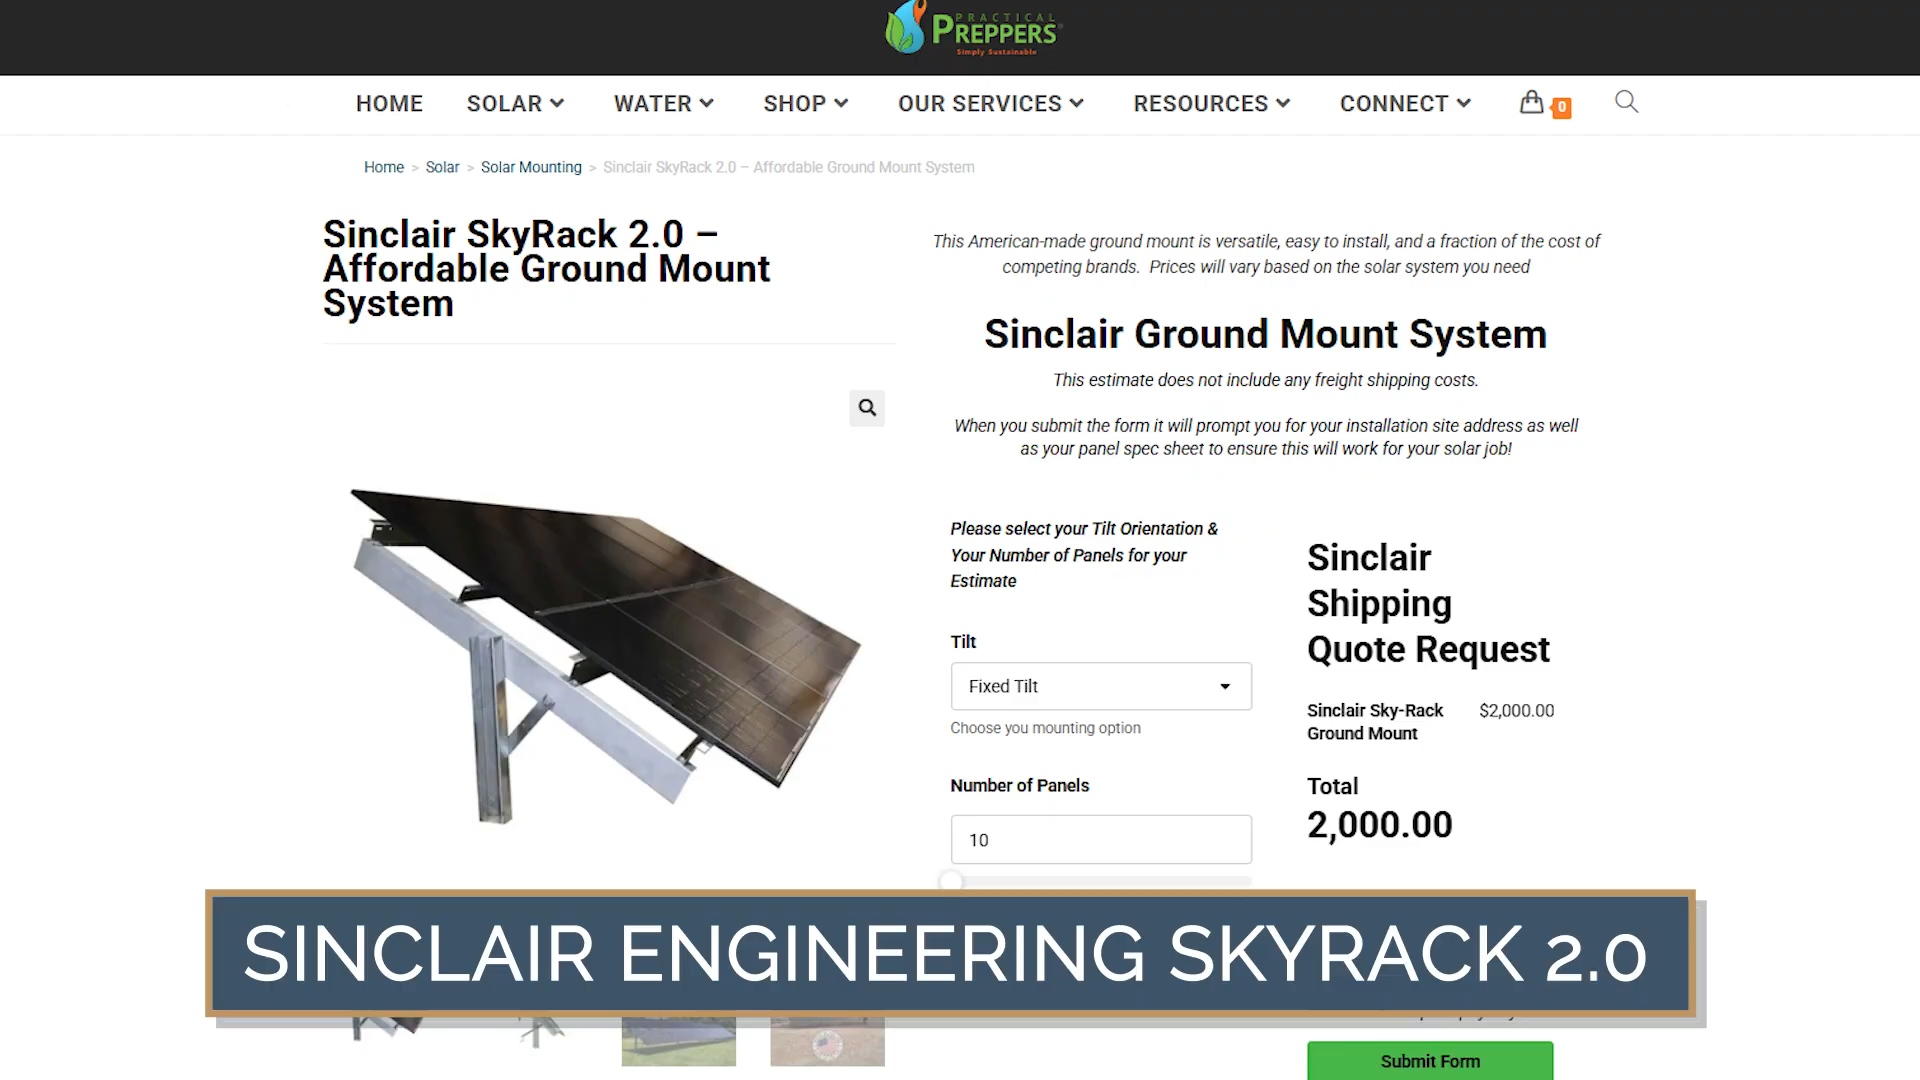 PRACTICAL
PREPPERS
Simply Sustainable
HOME SOLAR WATER SHOP OUR SERVICES RESOURCES CONNECT 0
Home > Solar > Solar Mounting > Sinclair SkyRack 2.0 – Affordable Ground Mount System
Sinclair SkyRack 2.0 –
Affordable Ground Mount
System
This American-made ground mount is versatile, easy to install, and a fraction of the cost of
competing brands. Prices will vary based on the solar system you need
Sinclair Ground Mount System
This estimate does not include any freight shipping costs.
When you submit the form it will prompt you for your installation site address as well
as your panel spec sheet to ensure this will work for your solar job!
Please select your Tilt Orientation &
Your Number of Panels for your
Estimate
Tilt
Fixed Tilt
Choose you mounting option
Number of Panels
10
Sinclair
Shipping
Quote Request
Sinclair Sky-Rack $2,000.00
Ground Mount
Total
2,000.00
SINCLAIR ENGINEERING SKYRACK 2.0
Submit Form